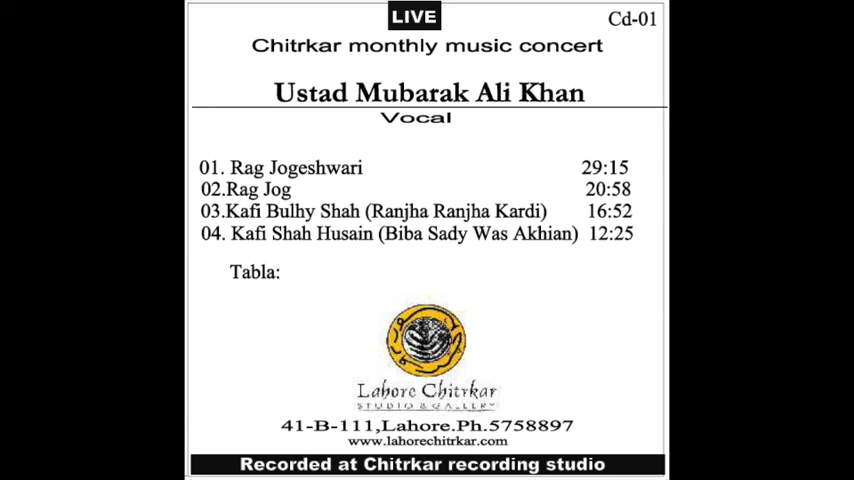 LIVE
Cd-01
Chitrkar monthly music concert
Ustad Mubarak Ali Khan
Vocal
01. Rag Jogeshwari 29:15
02.Rag Jog 20:58
03.Kafi Bulhy Shah (Ranjha Ranjha Kardi) 16:52
04. Kafi Shah Husain (Biba Sady Was Akhian) 12:25
Tabla:
Lahore Chitrkar
STUDIO & GALLERY
41-B-111,Lahore.Ph.5758897
www.lahorechitrkar.com
Recorded at Chitrkar recording studio